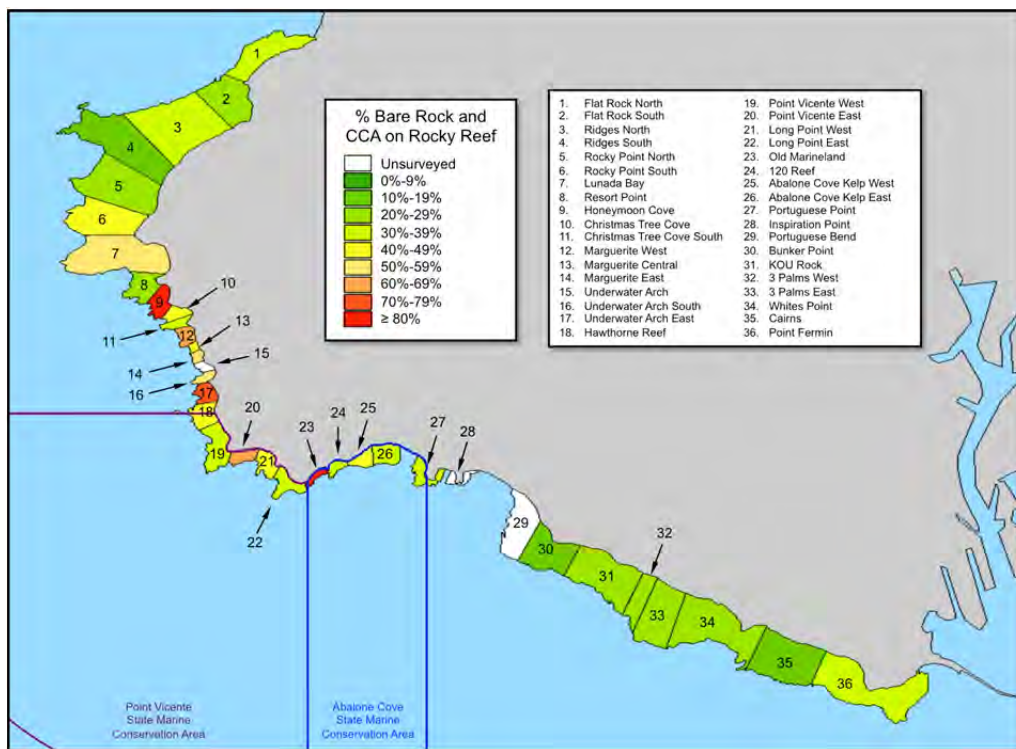 % Bare Rock and
CCA on Rocky Reef
Unsurveyed
0%-9%
10%-19%
20%-29%
30%-39%
40%-49%
50%-59%
60%-69%
70%-79%
≥ 80%
1. Flat Rock North
2. Flat Rock South
3. Ridges North
4. Ridges South
5. Rocky Point North
6. Rocky Point South
7. Lunada Bay
8. Resort Point
9. Honeymoon Cove
10. Christmas Tree Cove
11. Christmas Tree Cove South
12. Marguerite West
13. Marguerite Central
14. Marguerite East
15. Underwater Arch
16. Underwater Arch South
17. Underwater Arch East
18. Hawthorne Reef
19. Point Vicente West
20. Point Vicente East
21. Long Point West
22. Long Point East
23. Old Marineland
24. 120 Reef
25. Abalone Cove Kelp West
26. Abalone Cove Kelp East
27. Portuguese Point
28. Inspiration Point
29. Portuguese Bend
30. Bunker Point
31. KOU Rock
32. 3 Palms West
33. 3 Palms East
34. Whites Point
35. Cairns
36. Point Fermin
1
2
3
4
5
6
7
8
9
10
11
12
13
14
15
16
17
18
19
20
21
22
23
24
25
26
27
28
29
30
31
32
33
34
35
36
Point Vicente
State Marine
Conservation Area
Abalone Cove
State Marine
Conservation Area